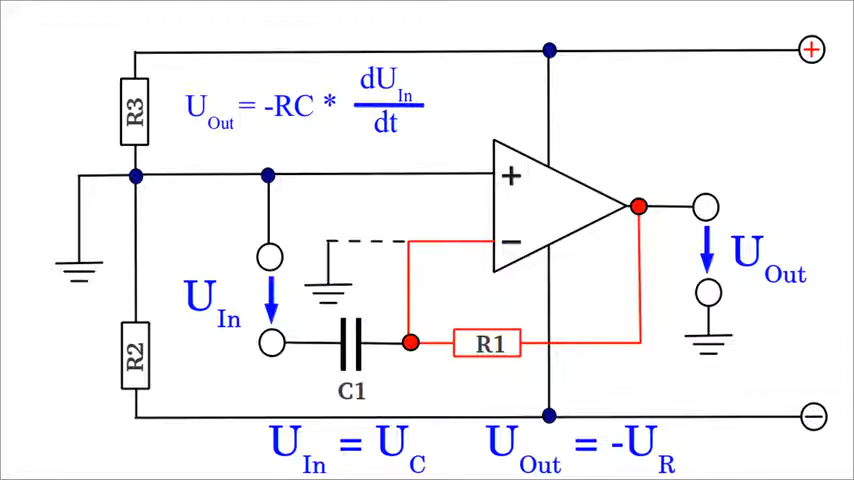 +
R3
U_Out = -RC * dU_In
dt
+
−
U_Out
U_In
R1
R2
C1
−
U_In = U_C U_Out = -U_R